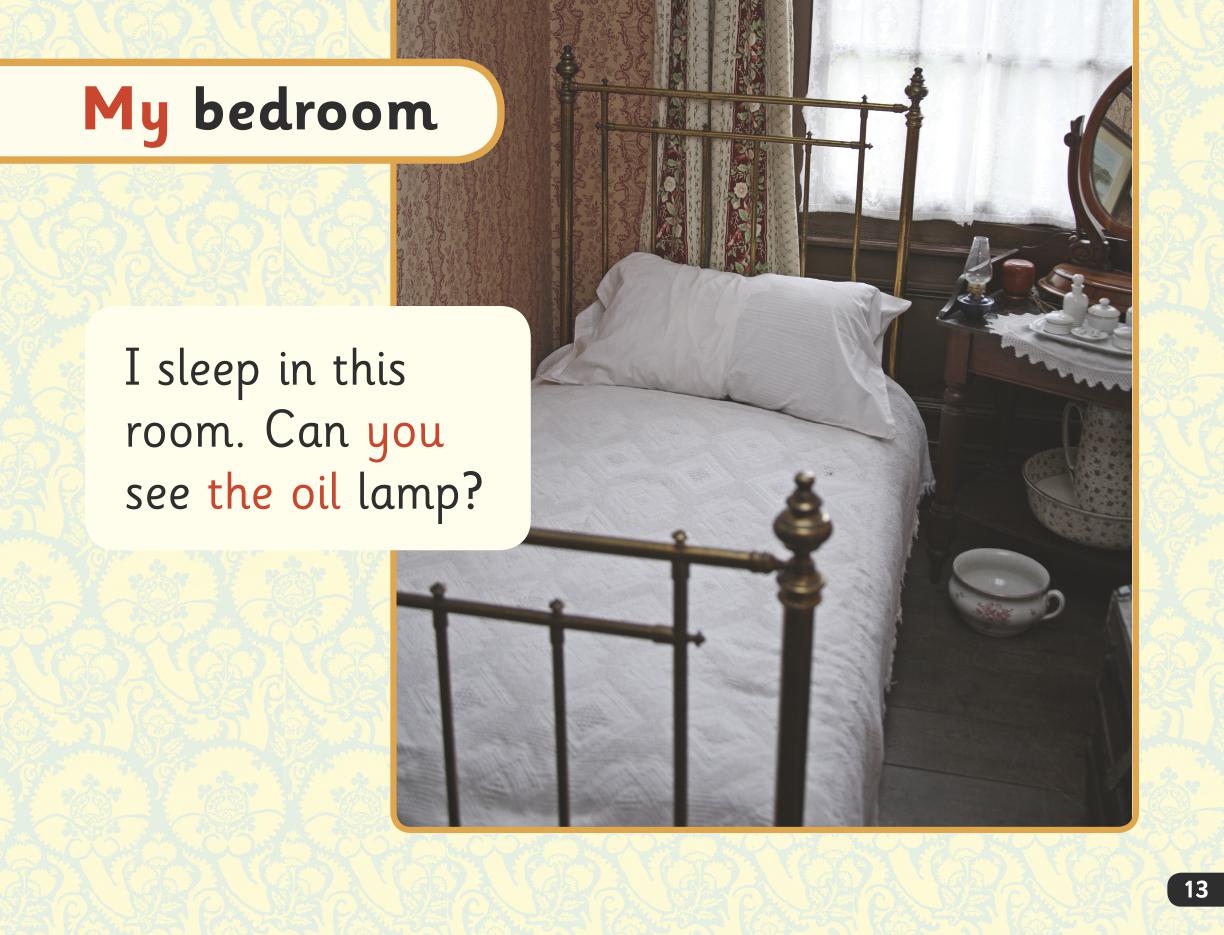 My bedroom
I sleep in this
room. Can you
see the oil lamp?
13